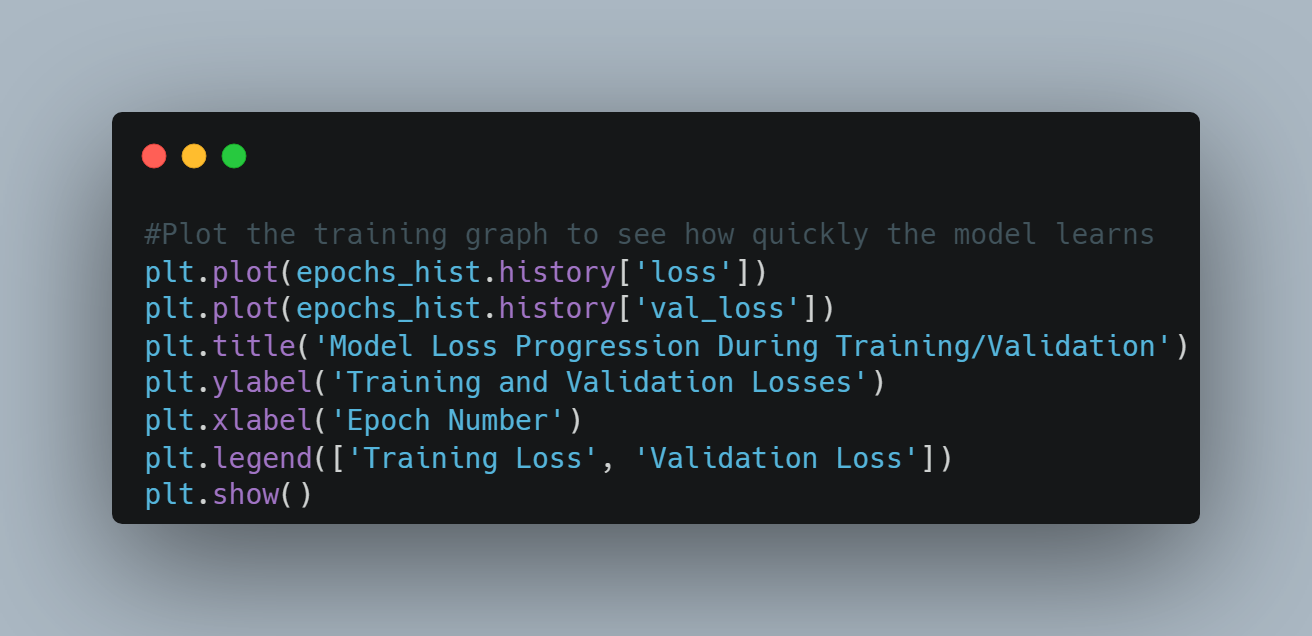 #Plot the training graph to see how quickly the model learns
plt.plot(epochs_hist.history['loss'])
plt.plot(epochs_hist.history['val_loss'])
plt.title('Model Loss Progression During Training/Validation')
plt.ylabel('Training and Validation Losses')
plt.xlabel('Epoch Number')
plt.legend(['Training Loss', 'Validation Loss'])
plt.show()